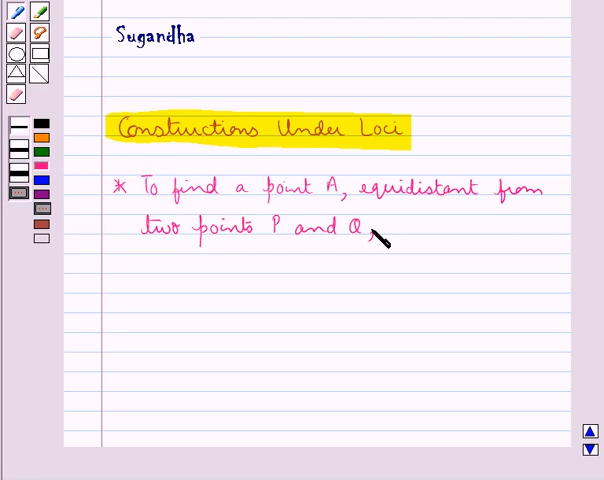 Sugandha
Constructions Under Loci
* To find a point A, equidistant from
two points P and Q,